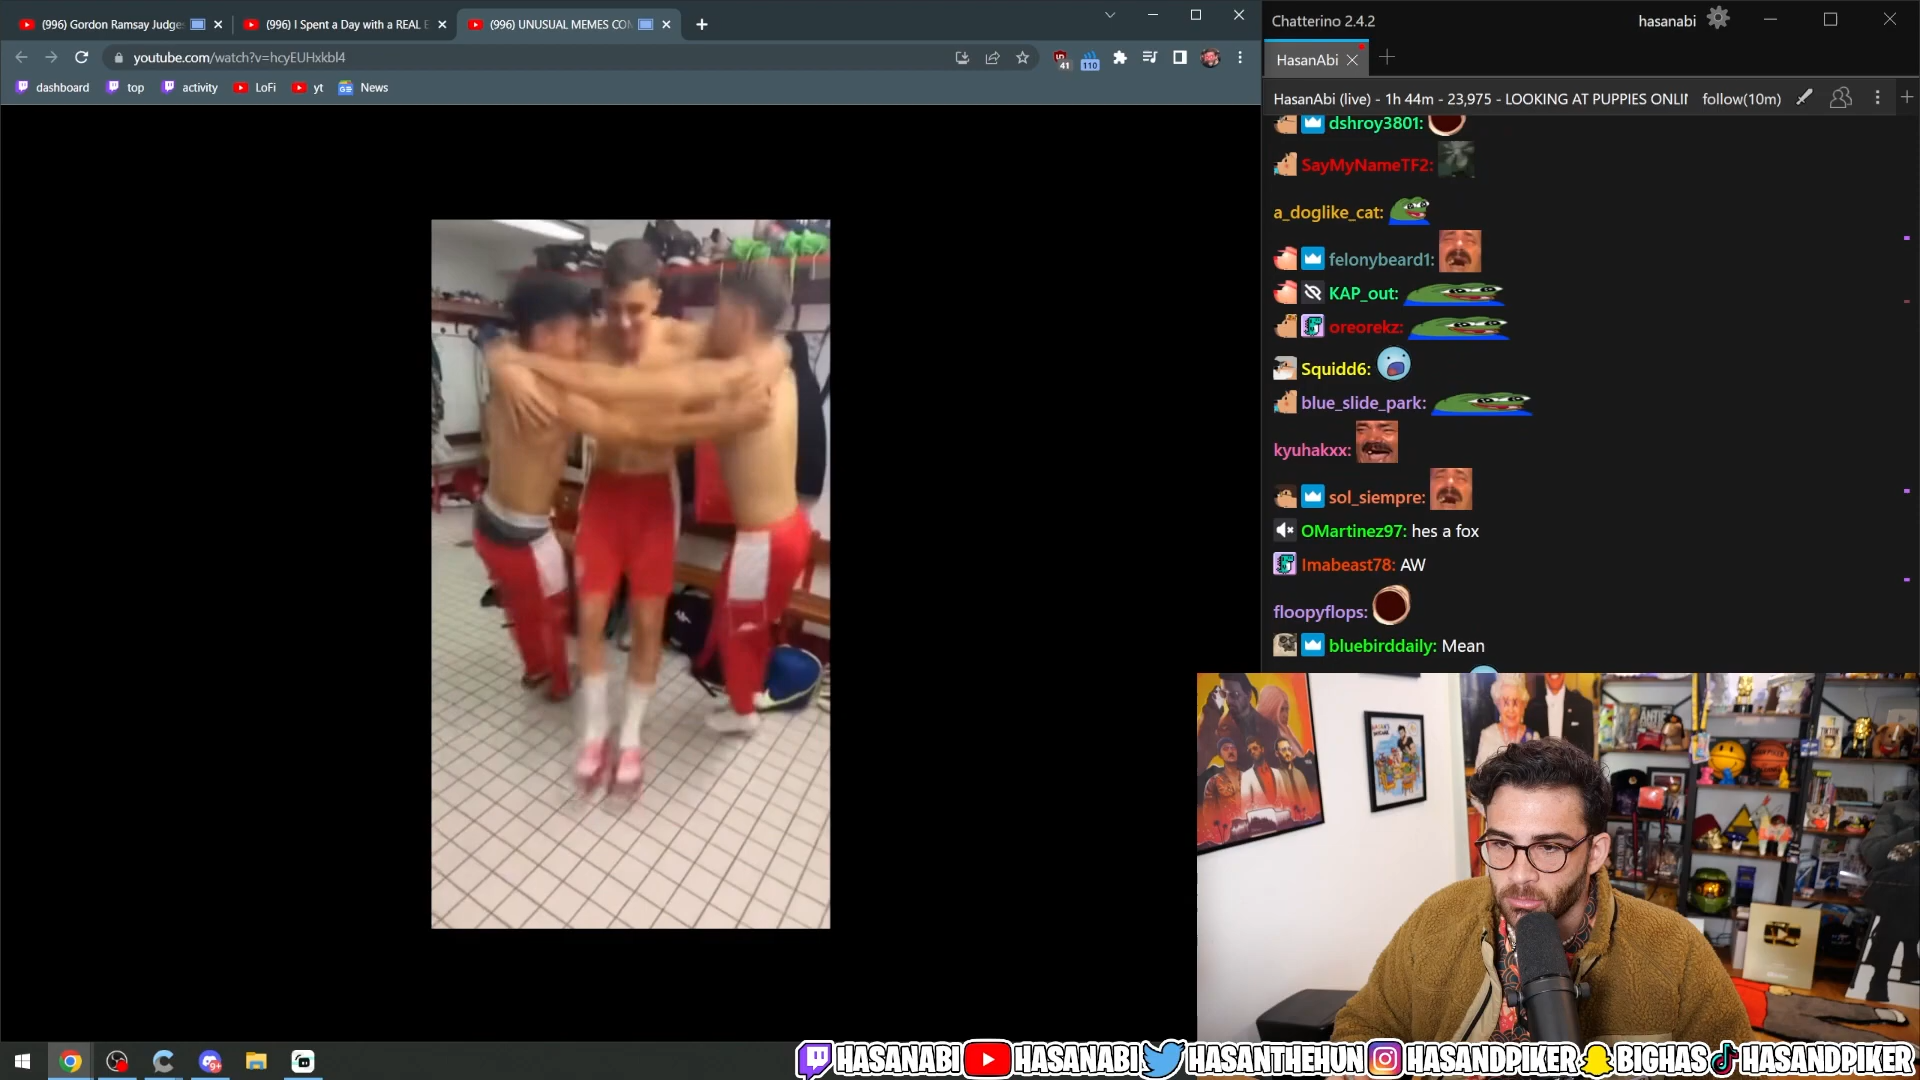 (996) Gordon Ramsay Judge
(996) I Spent a Day with a REAL E
(996) UNUSUAL MEMES CO
youtube.com/watch?v=hcyEUHxkbl4
41
110
dashboard
top
activity
LoFi
yt
News
Chatterino 2.4.2
hasanabi
HasanAbi
HasanAbi (live) - 1h 44m - 23,975 - LOOKING AT PUPPIES ONLI
follow(10m)
dshroy3801:
SayMyNameTF2:
a_doglike_cat:
felonybeard1:
KAP_out:
oreorekz:
Squidd6:
blue_slide_park:
kyuhakxx:
sol_siempre:
OMartinez97: hes a fox
Imabeast78: AW
floopyflops:
bluebirddaily: Mean
HASANABI HASANABI HASANTHEHUN HASANDPIKER BIGHAS HASANDPIKER